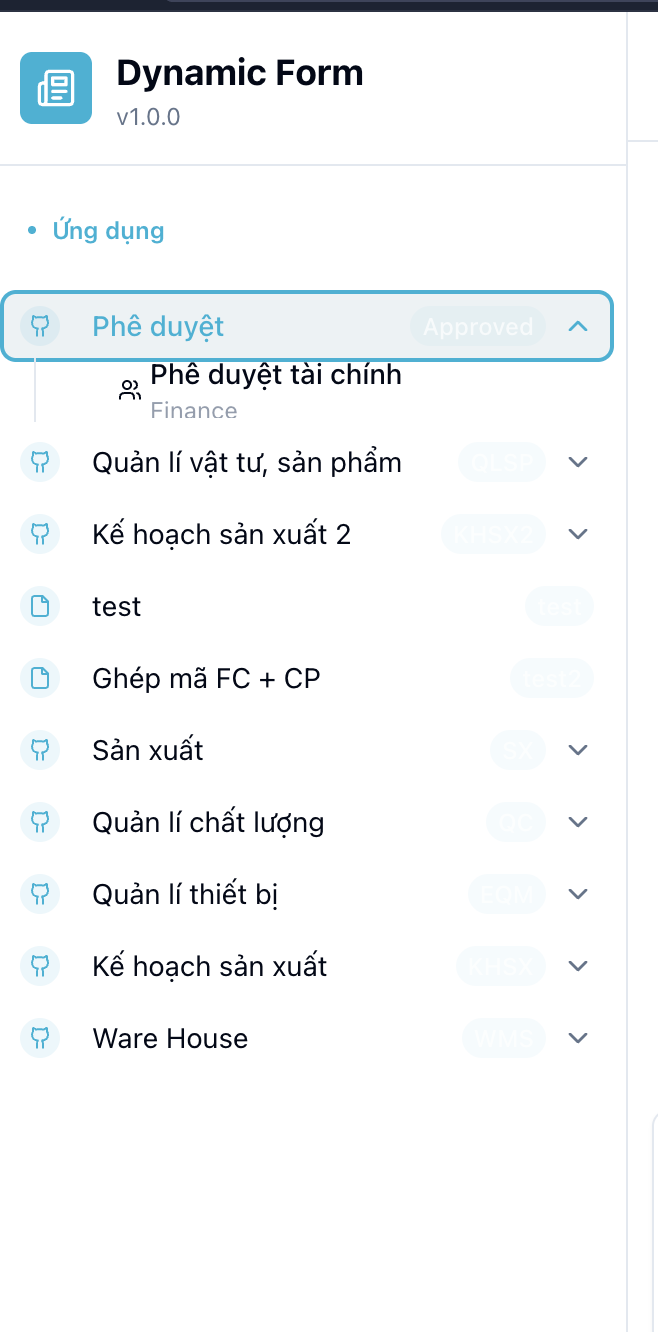 Dynamic Form
v1.0.0
Ứng dụng
Phê duyệt
Approved
Phê duyệt tài chính
Finance
Quản lí vật tư, sản phẩm
QLSP
Kế hoạch sản xuất 2
KHSX2
test
test
Ghép mã FC + CP
test2
Sản xuất
SX
Quản lí chất lượng
QC
Quản lí thiết bị
Kế hoạch sản xuất
KHSX
Ware House
WMS